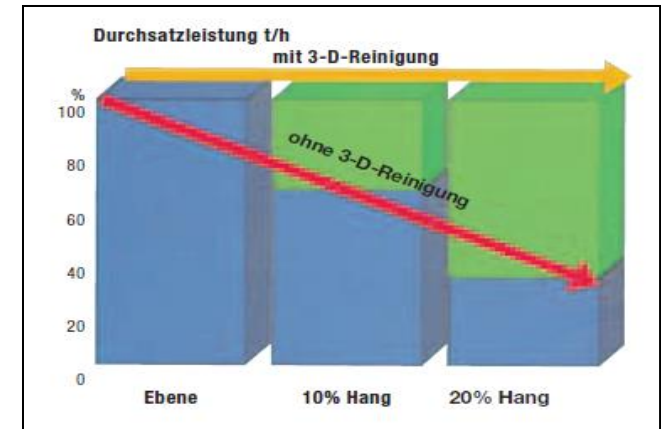 Durchsatzleistung t/h
mit 3-D-Reinigung
%
100
ohne 3-D-Reinigung
80
60
40
20
0
Ebene 10% Hang 20% Hang